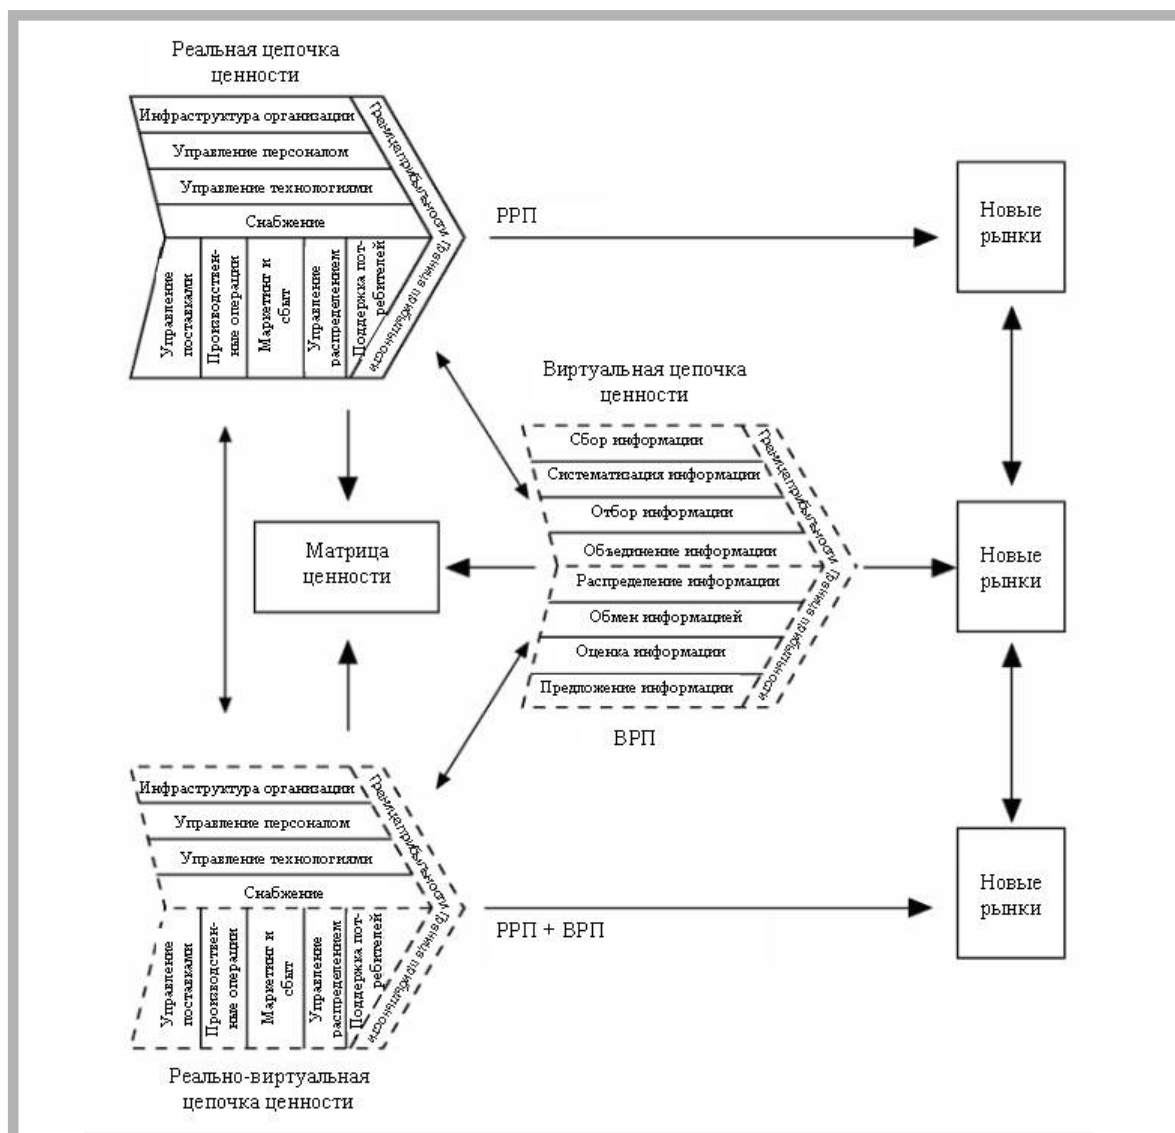 Реальная цепочка
ценности
Инфраструктура организации
Управление персоналом
Управление технологиями
Снабжение
Управление
поставками
Производствен-
ные операции
Маркетинг и
сбыт
Управление
распределением
Поддержка пот-
ребителей
Граница прибыльности
Граница прибыльности
РРП
Новые
рынки
Виртуальная цепочка
ценности
Сбор информации
Систематизация информации
Отбор информации
Объединение информации
Распределение информации
Обмен информацией
Оценка информации
Предложение информации
Граница прибыльности
Граница прибыльности
ВРП
Матрица
ценности
Новые
рынки
Инфраструктура организации
Управление персоналом
Управление технологиями
Снабжение
Управление
поставками
Производствен-
ные операции
Маркетинг и
сбыт
Управление
распределением
Поддержка пот-
ребителей
Граница прибыльности
Граница прибыльности
РРП + ВРП
Новые
рынки
Реально-виртуальная
цепочка ценности